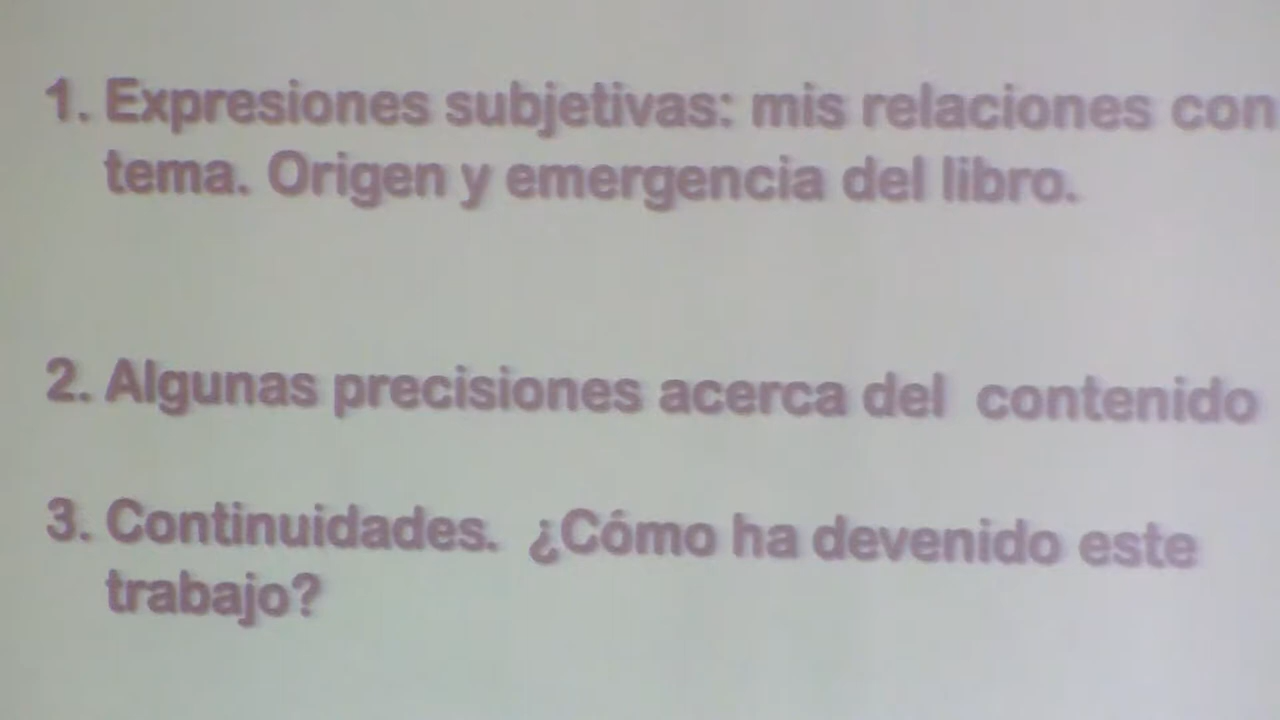 1. Expresiones subjetivas: mis relaciones con
tema. Origen y emergencia del libro.
2. Algunas precisiones acerca del contenido
3. Continuidades. ¿Cómo ha devenido este
trabajo?